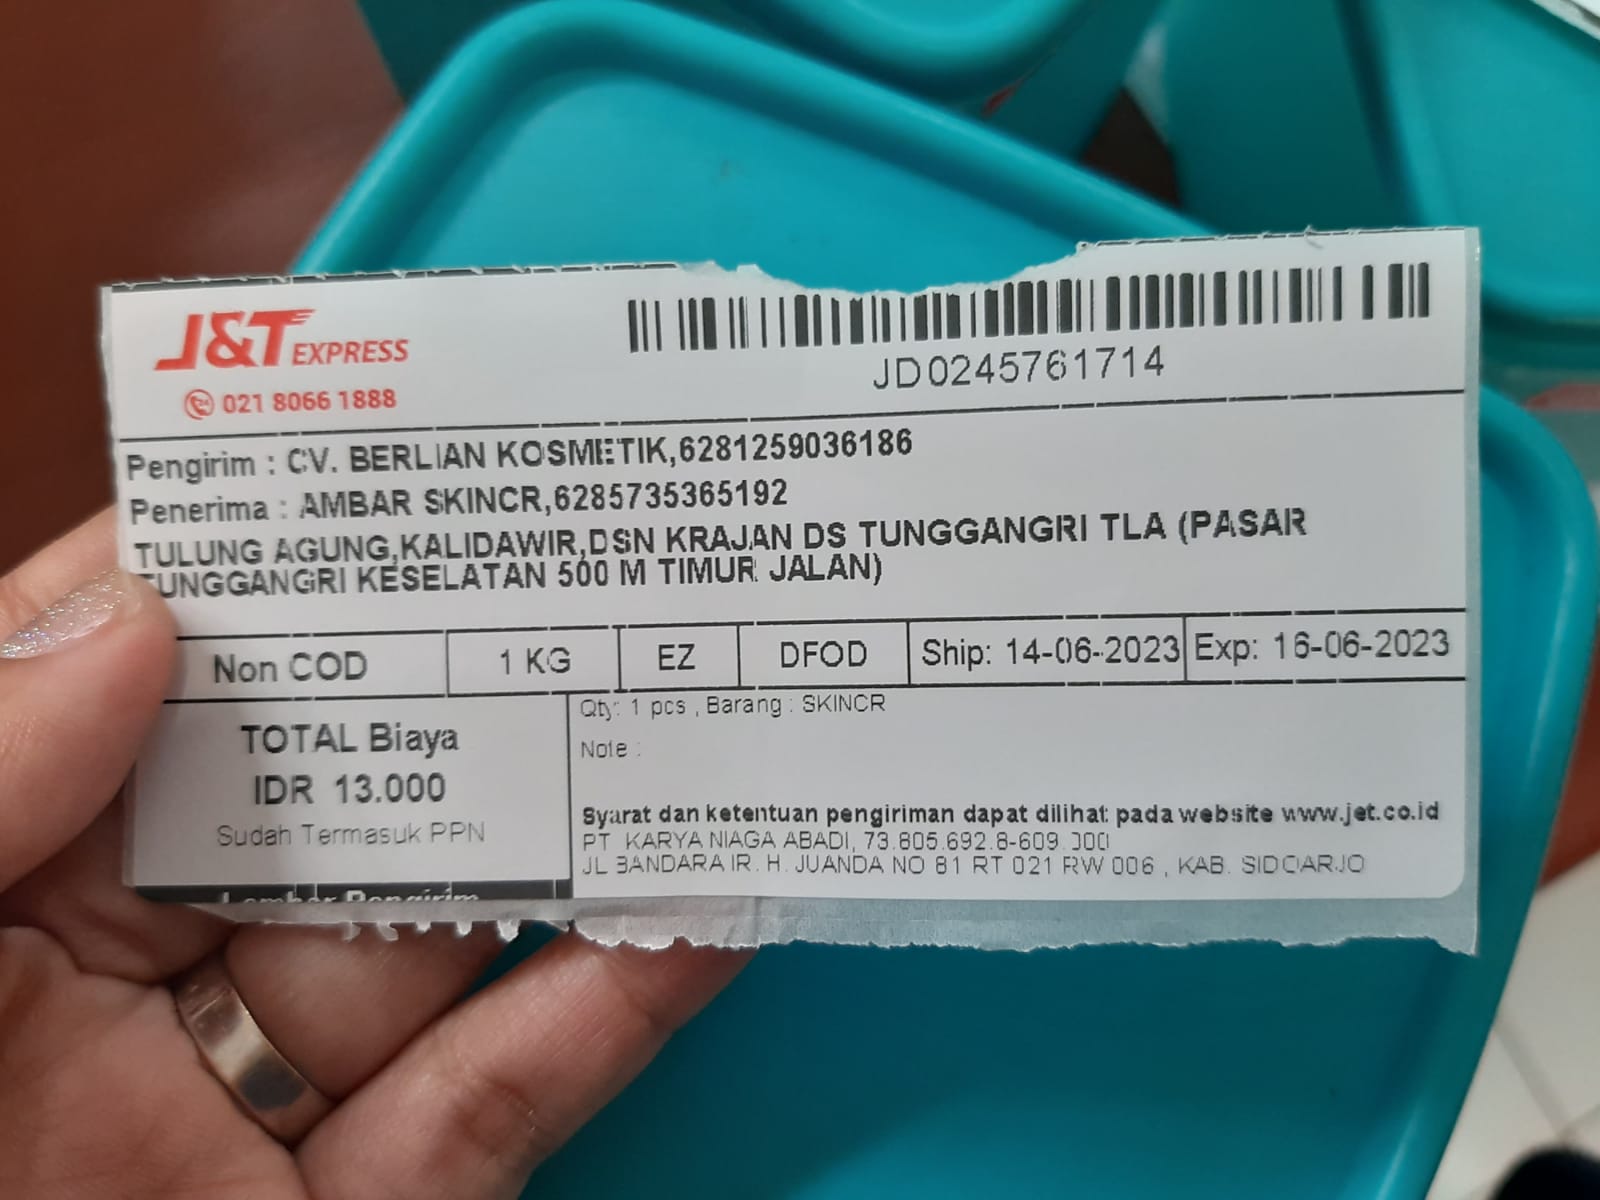 J&T EXPRESS
021 8066 1888
JD0245761714
Pengirim : CV. BERLIAN KOSMETIK,6281259036186
Penerima : AMBAR SKINCR,6285735365192
TULUNG AGUNG,KALIDAWIR,DSN KRAJAN DS TUNGGANGRI TLA (PASAR
TUNGGANGRI KESELATAN 500 M TIMUR JALAN)
Non COD 1 KG EZ DFOD Ship: 14-06-2023 Exp: 16-06-2023
TOTAL Biaya
IDR 13.000
Sudah Termasuk PPN
Lembar Pengirim
Qty: 1 pcs , Barang : SKINCR
Note :
Syarat dan ketentuan pengiriman dapat dilihat pada website www.jet.co.id
PT. KARYA NIAGA ABADI, 73.805.692.8-609.000
JL BANDARA IR. H. JUANDA NO 81 RT 021 RW 006 , KAB. SIDOARJO